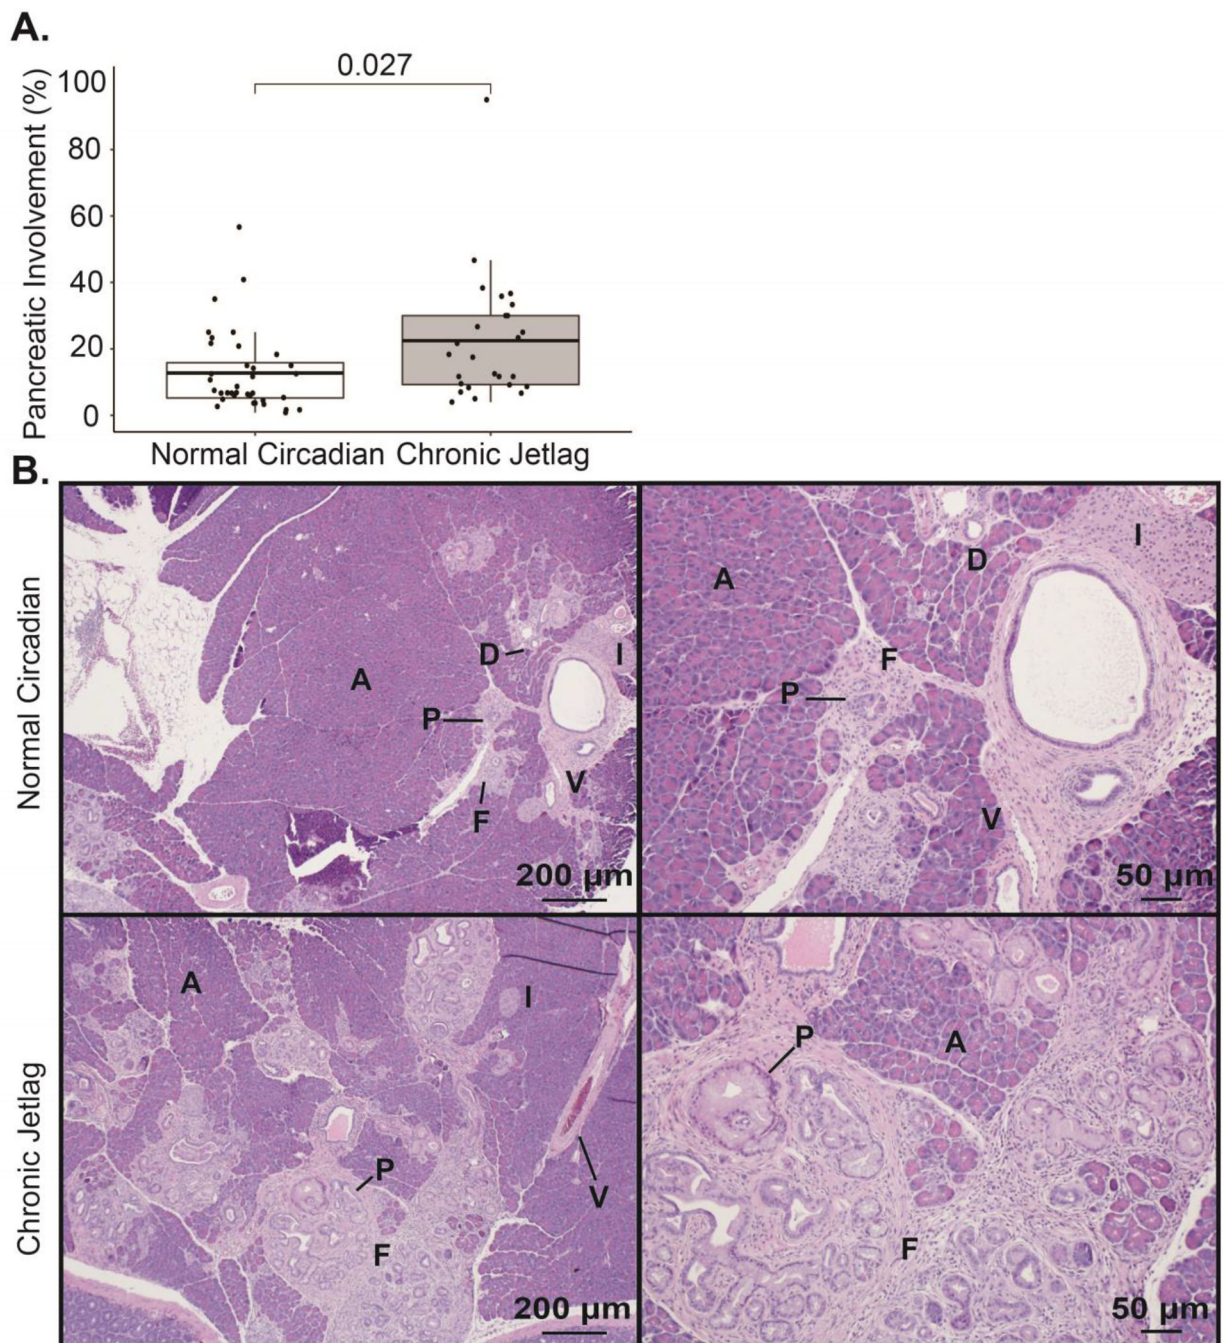 A.
Pancreatic Involvement (%)
100
80
60
40
20
0
0.027
Normal Circadian
Chronic Jetlag
B.
Normal Circadian
A
D
I
P
F
V
200 µm
I
D
A
F
P
V
50 µm
Chronic Jetlag
A
I
P
V
F
200 µm
P
A
F
50 µm